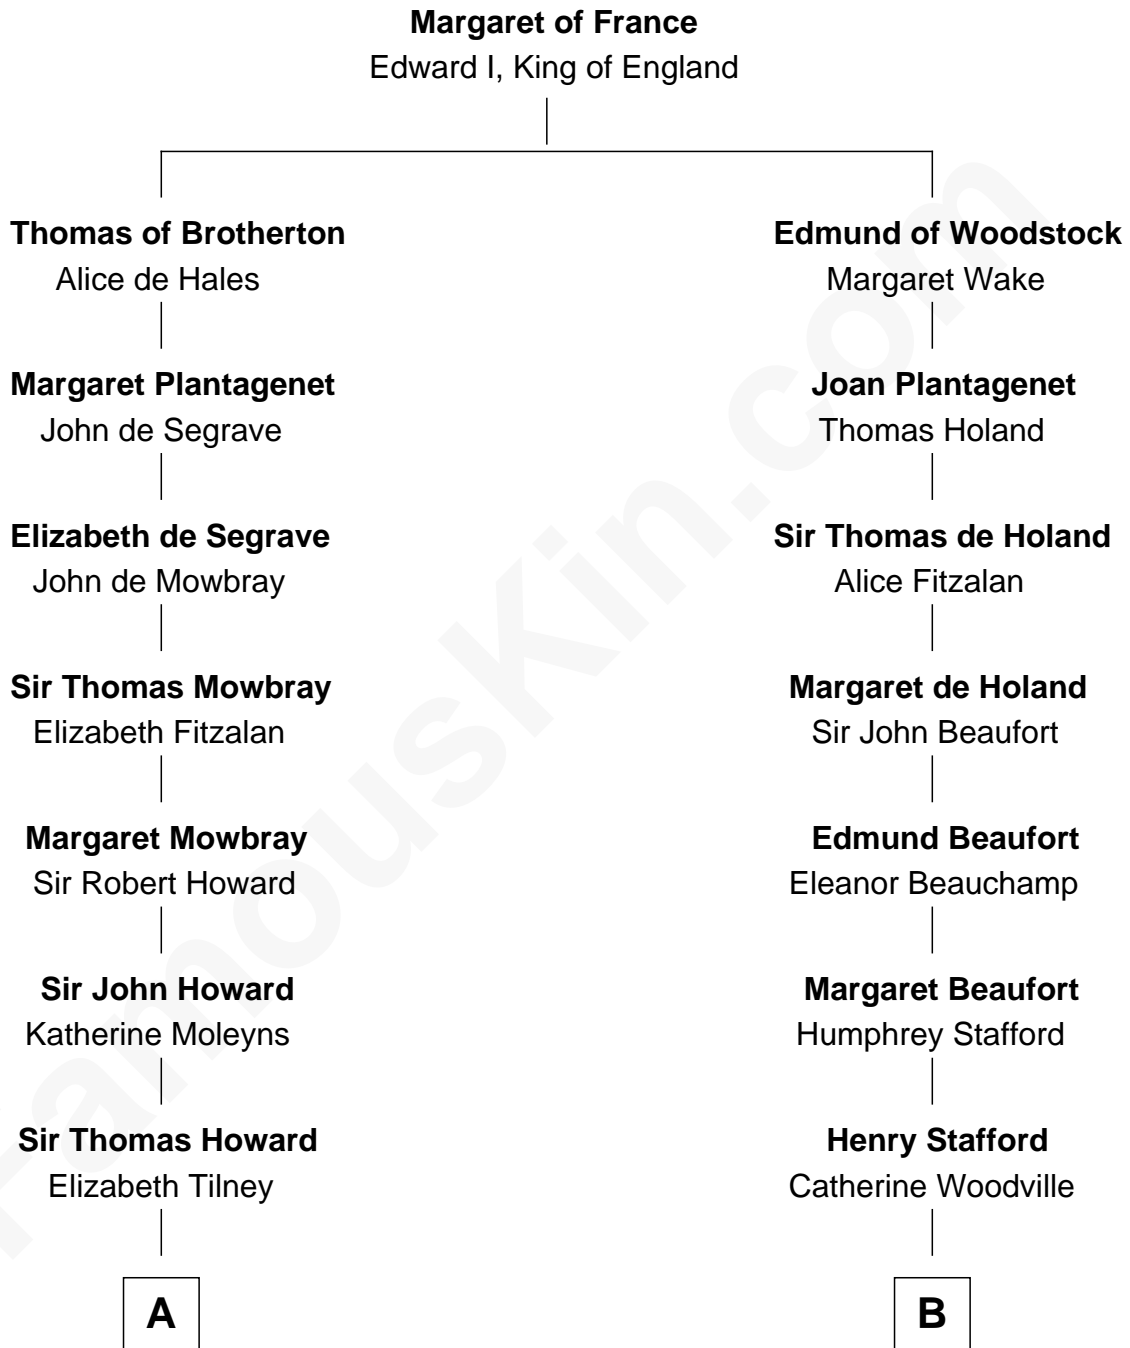 Margaret of France
Edward I, King of England
Thomas of Brotherton
Alice de Hales
Margaret Plantagenet
John de Segrave
Elizabeth de Segrave
John de Mowbray
Sir Thomas Mowbray
Elizabeth Fitzalan
Margaret Mowbray
Sir Robert Howard
Sir John Howard
Katherine Moleyns
Sir Thomas Howard
Elizabeth Tilney
A
Edmund of Woodstock
Margaret Wake
Joan Plantagenet
Thomas Holand
Sir Thomas de Holand
Alice Fitzalan
Margaret de Holand
Sir John Beaufort
Edmund Beaufort
Eleanor Beauchamp
Margaret Beaufort
Humphrey Stafford
Henry Stafford
Catherine Woodville
B
FamousKin.com